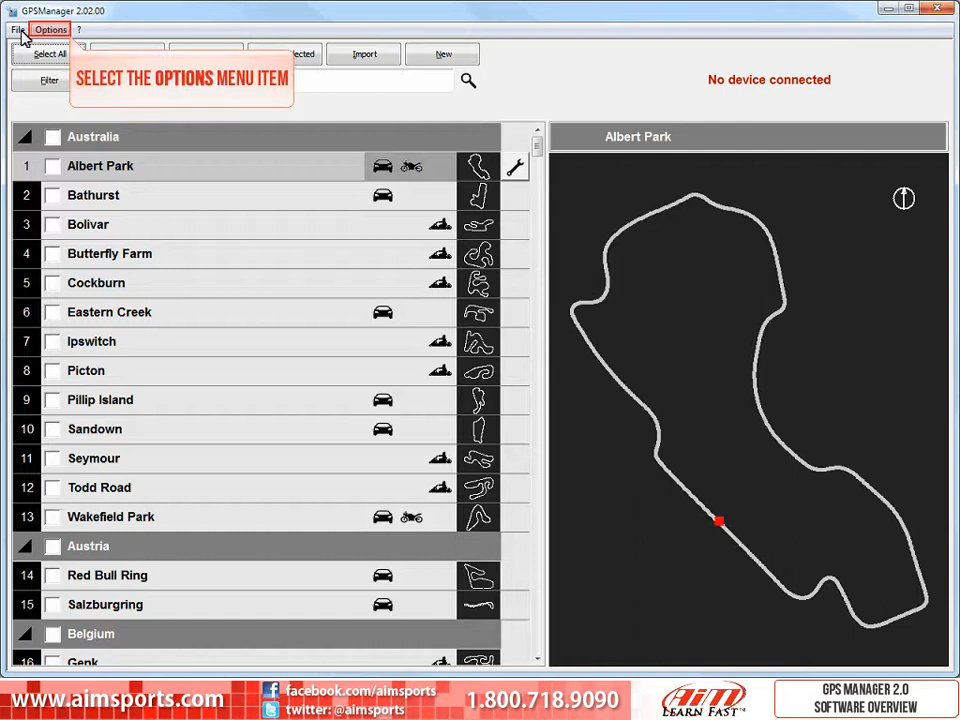 GPSManager 2.02.00
File Options ?
Select All
ected
Import
New
SELECT THE OPTIONS MENU ITEM
Filter
No device connected
Australia
1 Albert Park
2 Bathurst
3 Bolivar
4 Butterfly Farm
5 Cockburn
6 Eastern Creek
7 Ipswitch
8 Picton
9 Pillip Island
10 Sandown
11 Seymour
12 Todd Road
13 Wakefield Park
Austria
14 Red Bull Ring
15 Salzburgring
Belgium
16 Genk
Albert Park
www.aimsports.com
facebook.com/aimsports
twitter: @aimsports
1.800.718.9090
AiM
LEARN FAST™
GPS MANAGER 2.0
SOFTWARE OVERVIEW